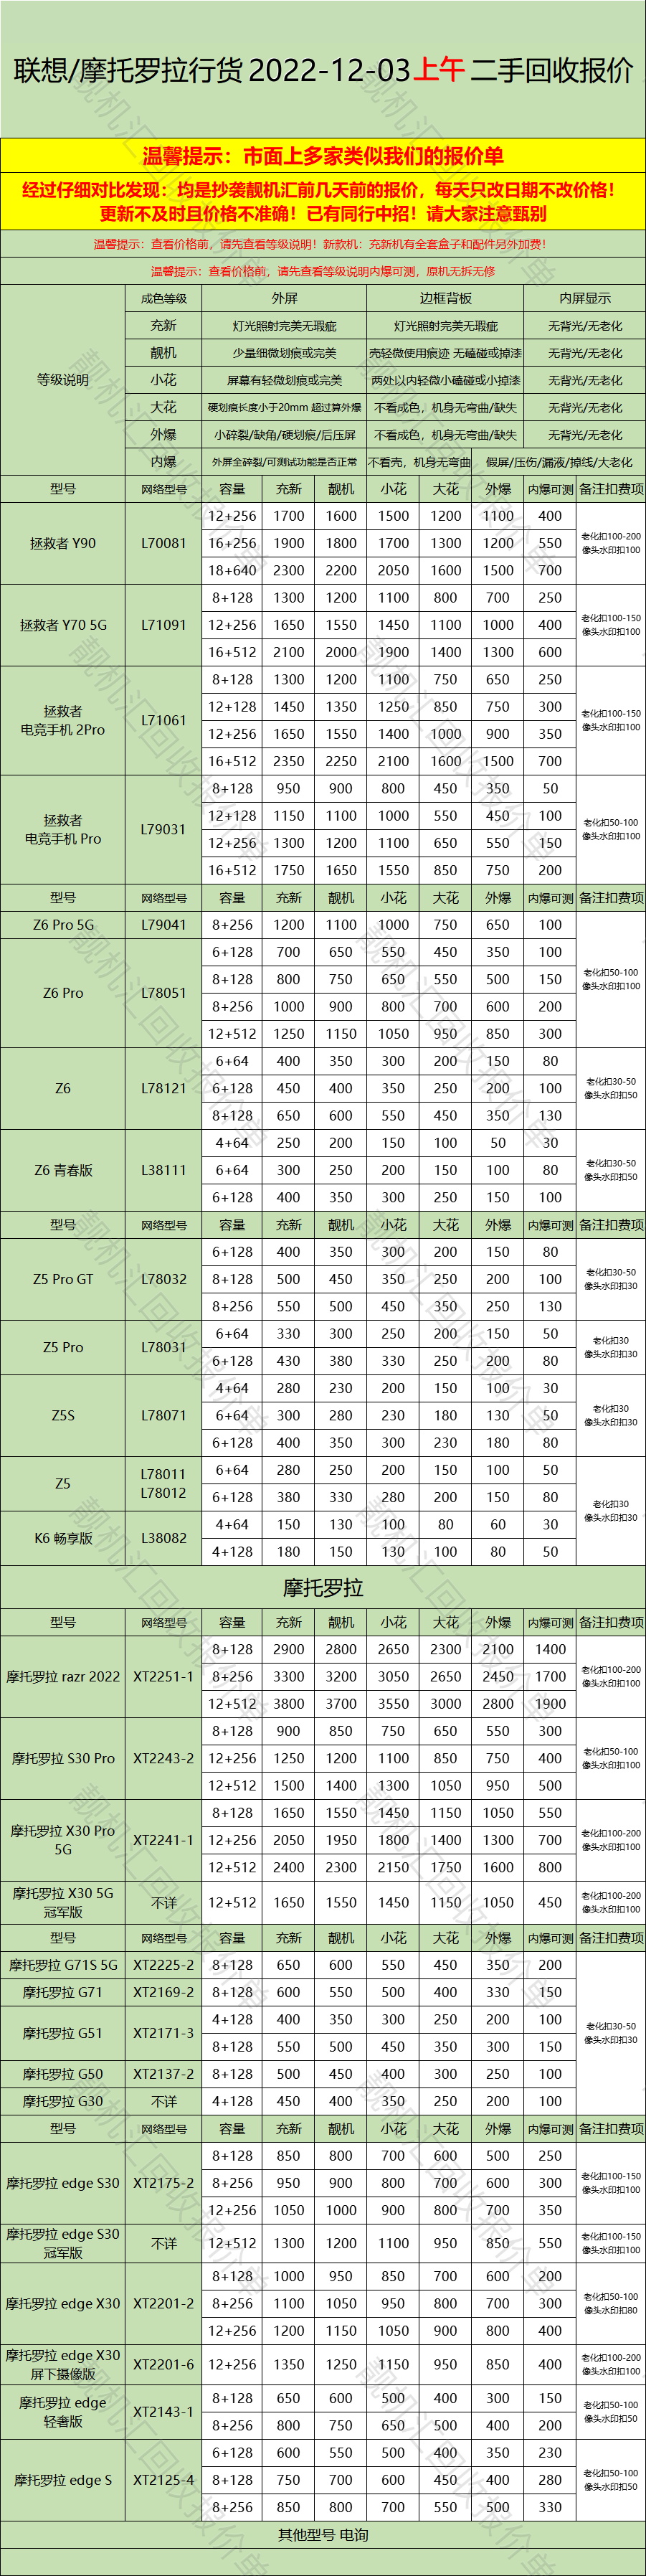 联想/摩托罗拉行货 2022-12-03上午 二手回收报价
温馨提示：市面上多家类似我们的报价单
经过仔细对比发现：均是抄袭靓机汇前几天前的报价，每天只改日期不改价格！
更新不及时且价格不准确！已有同行中招！请大家注意甄别
温馨提示：查看价格前，请先查看等级说明！新款机：充新机有全套盒子和配件另外加费！
温馨提示：查看价格前，请先查看等级说明内爆可测，原机无拆无修
等级说明
成色等级 外屏 边框背板 内屏显示
充新 灯光照射完美无瑕疵 灯光照射完美无瑕疵 无背光/无老化
靓机 少量细微划痕或完美 壳轻微使用痕迹 无磕碰或掉漆 无背光/无老化
小花 屏幕有轻微划痕或完美 两处以内轻微小磕碰或小掉漆 无背光/无老化
大花 硬划痕长度小于20mm 超过算外爆 不看成色，机身无弯曲/缺失 无背光/无老化
外爆 小碎裂/缺角/硬划痕/后压屏 不看成色，机身无弯曲/缺失 无背光/无老化
内爆 外屏全碎裂/可测试功能是否正常 不看壳，机身无弯曲 假屏/压伤/漏液/掉线/大老化
型号 网络型号 容量 充新 靓机 小花 大花 外爆 内爆可测 备注扣费项
拯救者 Y90 L70081
12+256 1700 1600 1500 1200 1100 400
16+256 1900 1800 1700 1300 1200 550
18+640 2300 2200 2050 1600 1500 700
老化扣100-200
像头水印扣100
拯救者 Y70 5G L71091
8+128 1300 1200 1100 800 700 250
12+256 1650 1550 1450 1100 1000 400
16+512 2100 2000 1900 1400 1300 600
老化扣100-150
像头水印扣100
拯救者
电竞手机 2Pro
L71061
8+128 1300 1200 1100 750 650 250
12+128 1450 1350 1250 850 750 300
12+256 1650 1550 1400 1000 900 350
16+512 2350 2250 2100 1600 1500 700
老化扣100-150
像头水印扣100
拯救者
电竞手机 Pro
L79031
8+128 950 900 800 450 350 50
12+128 1150 1100 1000 550 450 100
12+256 1300 1200 1100 650 550 150
16+512 1750 1650 1550 850 750 200
老化扣50-100
像头水印扣100
型号 网络型号 容量 充新 靓机 小花 大花 外爆 内爆可测 备注扣费项
Z6 Pro 5G L79041 8+256 1200 1100 1000 750 650 100
Z6 Pro L78051
6+128 700 650 550 450 350 100
8+128 800 750 650 550 500 150
8+256 1000 900 800 700 600 200
12+512 1250 1150 1050 950 850 300
老化扣50-100
像头水印扣100
Z6 L78121
6+64 400 350 300 200 150 80
6+128 450 400 350 250 200 100
8+128 650 600 550 450 350 130
老化扣30-50
像头水印扣50
Z6 青春版 L38111
4+64 250 200 150 100 50 30
6+64 300 250 200 150 100 80
6+128 400 350 300 250 150 100
老化扣30-50
像头水印扣50
型号 网络型号 容量 充新 靓机 小花 大花 外爆 内爆可测 备注扣费项
Z5 Pro GT L78032
6+128 400 350 300 200 150 80
8+128 500 450 350 250 200 100
8+256 550 500 450 350 250 130
老化扣30-50
像头水印扣30
Z5 Pro L78031
6+64 330 300 250 200 150 50
6+128 430 380 330 250 200 80
老化扣30
像头水印扣30
Z5S L78071
4+64 280 230 200 150 100 30
6+64 300 280 230 180 130 50
6+128 400 350 300 230 180 80
老化扣30
像头水印扣30
Z5
L78011
L78012
6+64 280 250 200 150 100 50
6+128 380 330 280 200 150 80
K6 畅享版 L38082
4+64 150 130 100 80 60 30
4+128 180 150 130 100 80 50
老化扣30
像头水印扣30
摩托罗拉
型号 网络型号 容量 充新 靓机 小花 大花 外爆 内爆可测 备注扣费项
摩托罗拉 razr 2022 XT2251-1
8+128 2900 2800 2650 2300 2100 1400
8+256 3300 3200 3050 2650 2450 1700
12+512 3800 3700 3550 3000 2800 1900
老化扣100-200
像头水印扣100
摩托罗拉 S30 Pro XT2243-2
8+128 900 850 750 650 550 300
12+256 1250 1200 1100 850 750 400
12+512 1500 1400 1300 1050 950 500
老化扣50-100
像头水印扣100
摩托罗拉 X30 Pro
5G
XT2241-1
8+128 1650 1550 1450 1150 1050 550
12+256 2050 1950 1800 1400 1300 700
12+512 2400 2300 2150 1750 1600 800
老化扣100-200
像头水印扣100
摩托罗拉 X30 5G
冠军版
不详 12+512 1650 1550 1450 1150 1050 450
老化扣100-200
像头水印扣100
型号 网络型号 容量 充新 靓机 小花 大花 外爆 内爆可测 备注扣费项
摩托罗拉 G71S 5G XT2225-2 8+128 650 600 550 450 350 200
摩托罗拉 G71 XT2169-2 8+128 600 550 500 400 330 150
摩托罗拉 G51 XT2171-3
4+128 400 350 300 250 200 100
8+128 550 500 450 350 300 150
摩托罗拉 G50 XT2137-2 8+128 500 450 400 300 250 100
摩托罗拉 G30 不详 4+128 450 400 350 250 200 100
老化扣30-50
像头水印扣30
型号 网络型号 容量 充新 靓机 小花 大花 外爆 内爆可测 备注扣费项
摩托罗拉 edge S30 XT2175-2
8+128 850 800 700 600 500 250
8+256 950 900 800 700 600 300
12+256 1050 1000 900 800 700 350
老化扣100-150
像头水印扣100
摩托罗拉 edge S30
冠军版
不详 12+512 1300 1200 1100 950 850 550
老化扣100-150
像头水印扣100
摩托罗拉 edge X30 XT2201-2
8+128 1000 950 850 700 600 200
8+256 1100 1050 950 800 700 300
12+256 1200 1150 1050 900 800 400
老化扣50-100
像头水印扣80
摩托罗拉 edge X30
屏下摄像版
XT2201-6 12+256 1350 1250 1150 950 850 400
老化扣100-200
像头水印扣100
摩托罗拉 edge
轻奢版
XT2143-1
8+128 650 600 500 400 300 150
8+256 800 750 650 500 400 200
老化扣50-100
像头水印扣50
摩托罗拉 edge S XT2125-4
6+128 600 550 500 400 350 230
8+128 750 700 600 450 400 280
8+256 850 800 700 550 500 330
老化扣50-100
像头水印扣50
其他型号 电询
靓机汇回收报价单